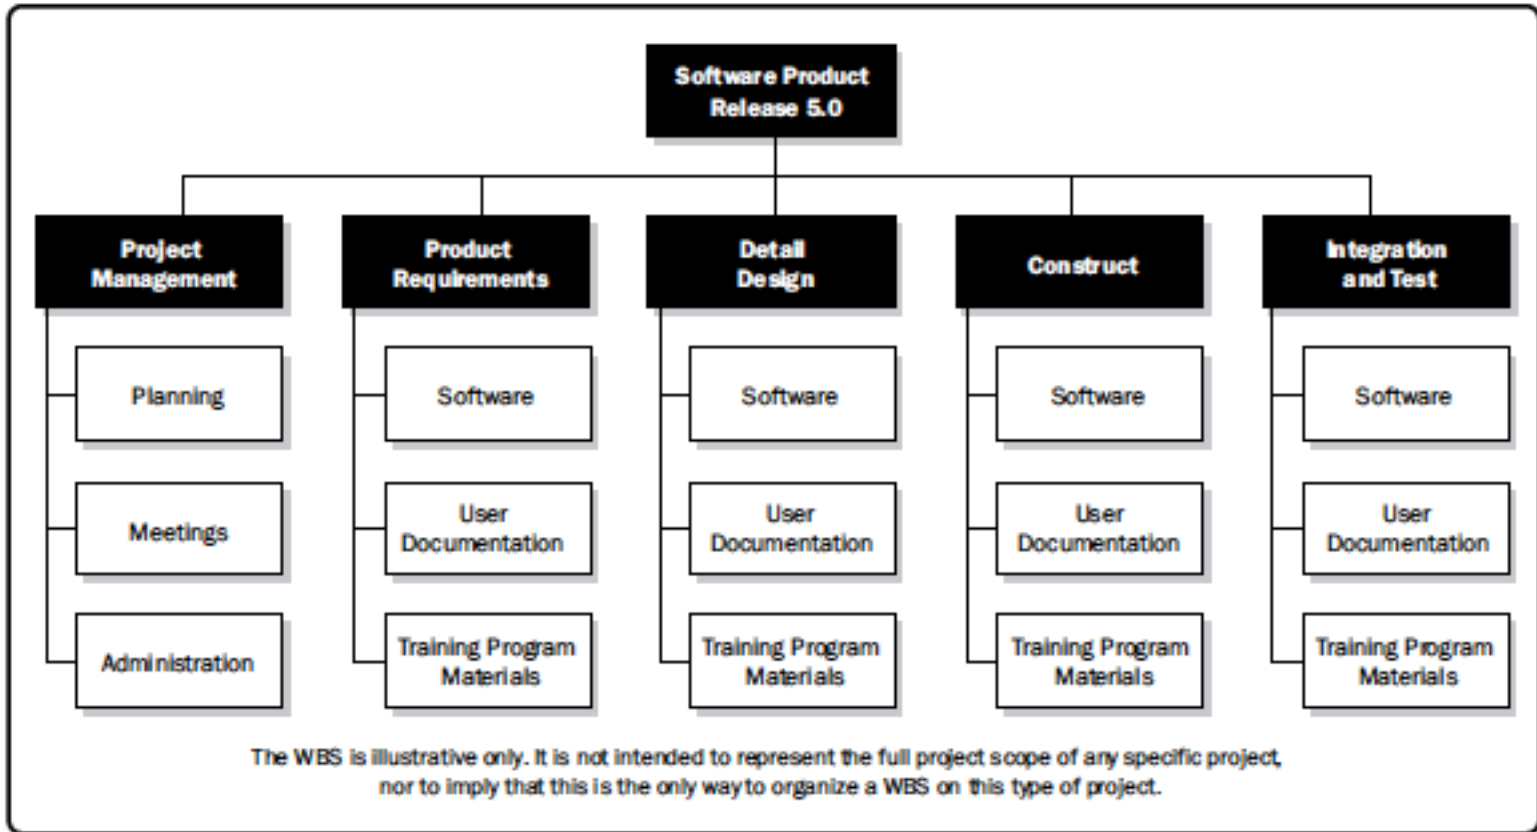 Software Product
Release 5.0
Project
Management
Product
Requirements
Detail
Design
Construct
Integration
and Test
Planning
Software
Software
Software
Software
Meetings
User
Documentation
User
Documentation
User
Documentation
User
Documentation
Administration
Training Program
Materials
Training Program
Materials
Training Program
Materials
Training Program
Materials
The WBS is illustrative only. It is not intended to represent the full project scope of any specific project,
nor to imply that this is the only way to organize a WBS on this type of project.